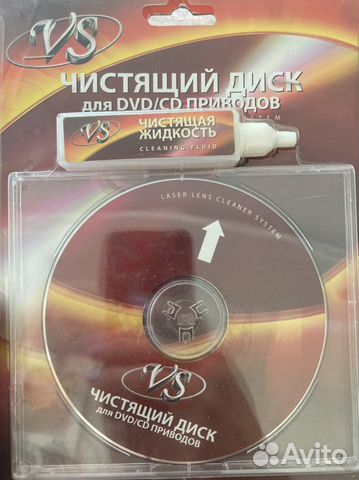 VS
ЧИСТЯЩИЙ ДИСК
для DVD/CD ПРИВОДОВ
VS
ЧИСТЯЩАЯ
ЖИДКОСТЬ
CLEANING FLUID
LASER LENS CLEANER SYSTEM
VS
ЧИСТЯЩИЙ ДИСК
для DVD/CD ПРИВОДОВ
Avito